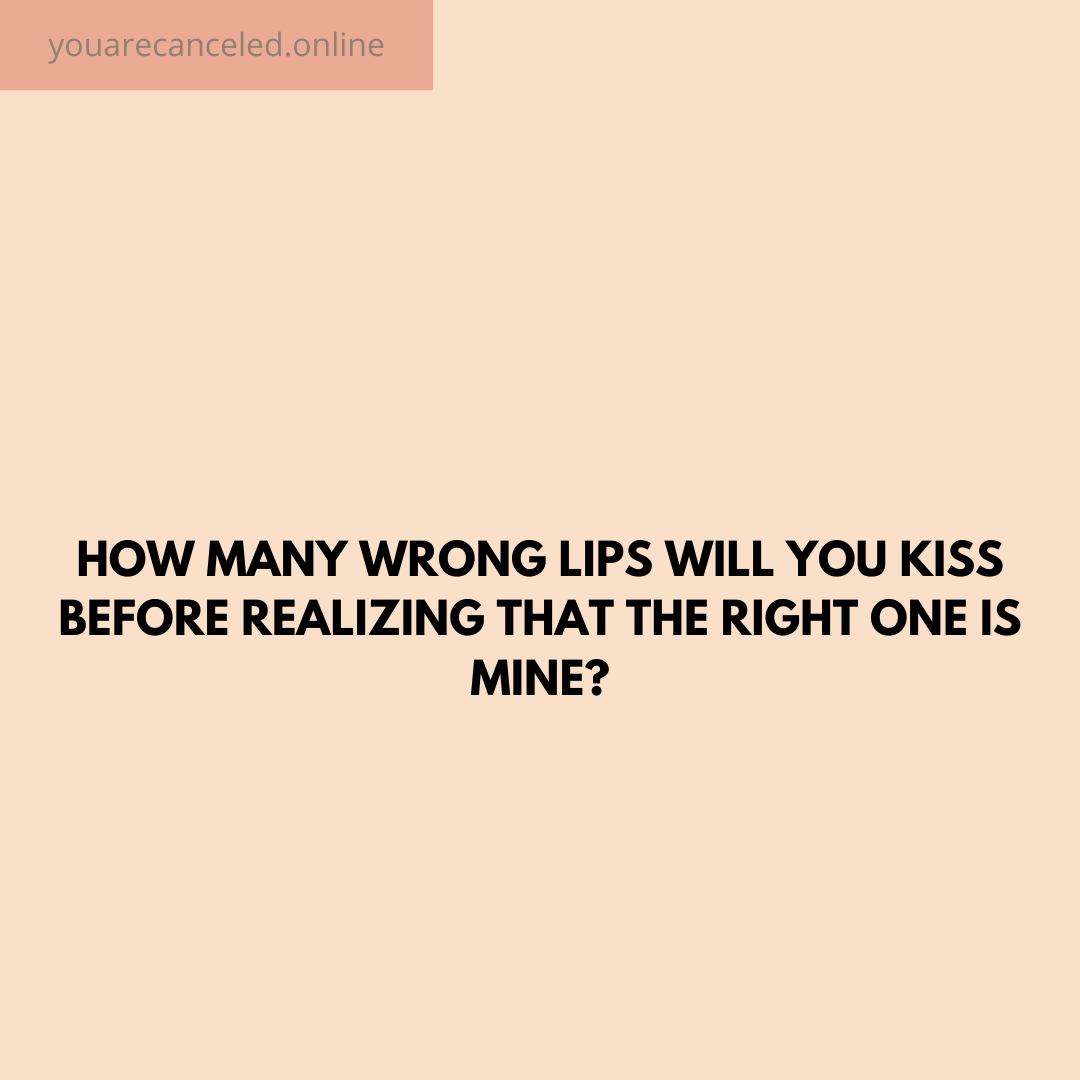 youarecanceled.online
HOW MANY WRONG LIPS WILL YOU KISS
BEFORE REALIZING THAT THE RIGHT ONE IS
MINE?